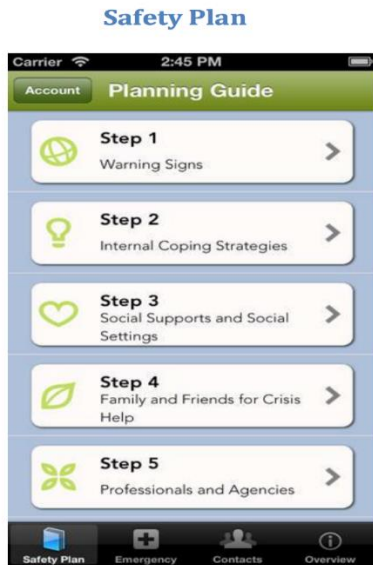 Safety Plan
Carrier 2:45 PM
Account Planning Guide
Step 1
Warning Signs
Step 2
Internal Coping Strategies
Step 3
Social Supports and Social
Settings
Step 4
Family and Friends for Crisis
Help
Step 5
Professionals and Agencies
Safety Plan Emergency Contacts Overview